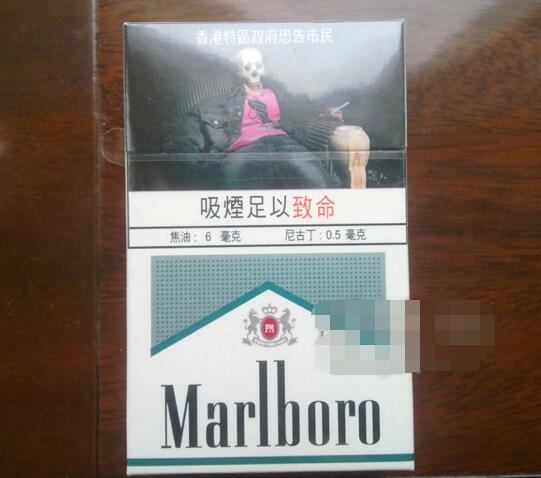 香港特區政府忠告市民
吸煙足以致命
焦油： 6 毫克 尼古丁：0.5 毫克
PM
Marlboro